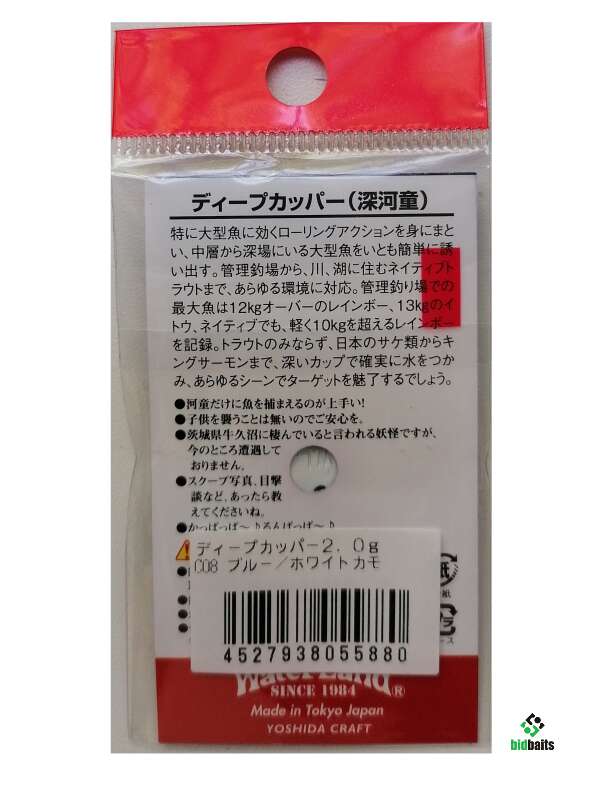 ディープカッパー(深河童)
特に大型魚に効くローリングアクションを身にまと
い、中層から深場にいる大型魚をいとも簡単に誘
い出す。管理釣場から、川、湖に住むネイティブト
ラウトまで、あらゆる環境に対応。管理釣り場での
最大魚は12kgオーバーのレインボー、13kgのイ
トウ、ネイティブでも、軽く10kgを超えるレインボー
を記録。トラウトのみならず、日本のサケ類からキ
ングサーモンまで、深いカップで確実に水をつか
み、あらゆるシーンでターゲットを魅了するでしょう。
●河童だけに魚を捕まえるのが上手い!
●子供を襲うことは無いのでご安心を。
●茨城県牛久沼に棲んでいると言われる妖怪ですが、
今のところ遭遇して
おりません。
●スクープ写真、目撃
談など、あったら教
えてくださいね。
●かっぱっぱ〜♪るんぱっぱ〜♪
ディープカッパー2.0g
C08 ブルー/ホワイトカモ
紙
4527938055880
Water Land
SINCE 1984
®
Made in Tokyo Japan
YOSHIDA CRAFT
bidbaits